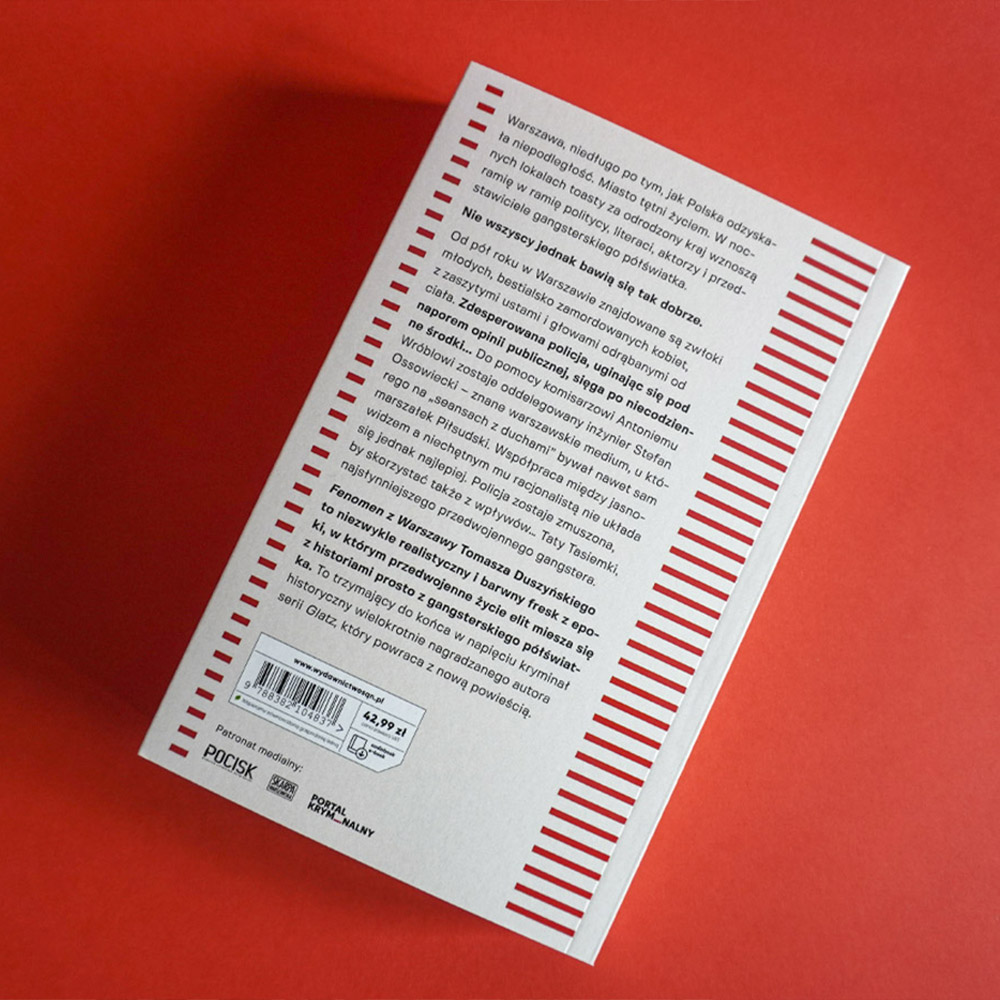 Warszawa, niedługo po tym, jak Polska odzyska-
ła niepodległość. Miasto tętni życiem. W noc-
nych lokalach toasty za odrodzony kraj wznoszą
ramię w ramię politycy, literaci, aktorzy i przed-
stawiciele gangsterskiego półświatka.
Nie wszyscy jednak bawią się tak dobrze.
Od pół roku w Warszawie znajdowane są zwłoki
młodych, bestialsko zamordowanych kobiet,
z zaszytymi ustami i głowami odrąbanymi od
ciała. Zdesperowana policja, uginając się pod
naporem opinii publicznej, sięga po niecodzien-
ne środki... Do pomocy komisarzowi Antoniemu
Wróblowi zostaje oddelegowany inżynier Stefan
Ossowiecki – znane warszawskie medium, u któ-
rego na „seansach z duchami” bywał nawet sam
marszałek Piłsudski. Współpraca między jasno-
widzem a niechętnym mu racjonalistą nie układa
się jednak najlepiej. Policja zostaje zmuszona,
by skorzystać także z wpływów... Taty Tasiemki,
najsłynniejszego przedwojennego gangstera.
Fenomen z Warszawy Tomasza Duszyńskiego
to niezwykle realistyczny i barwny fresk z epo-
ki, w którym przedwojenne życie elit miesza się
z historiami prosto z gangsterskiego półświat-
ka. To trzymający do końca w napięciu kryminał
historyczny wielokrotnie nagradzanego autora
serii Glatz, który powraca z nową powieścią.
www.wydawnictwosqn.pl
9 788382 104837
42,99 zł
audiobook
e-book
Patronat medialny:
POCISK
SKARPA
WARSZAWSKA
PORTAL
KRYM_NALNY